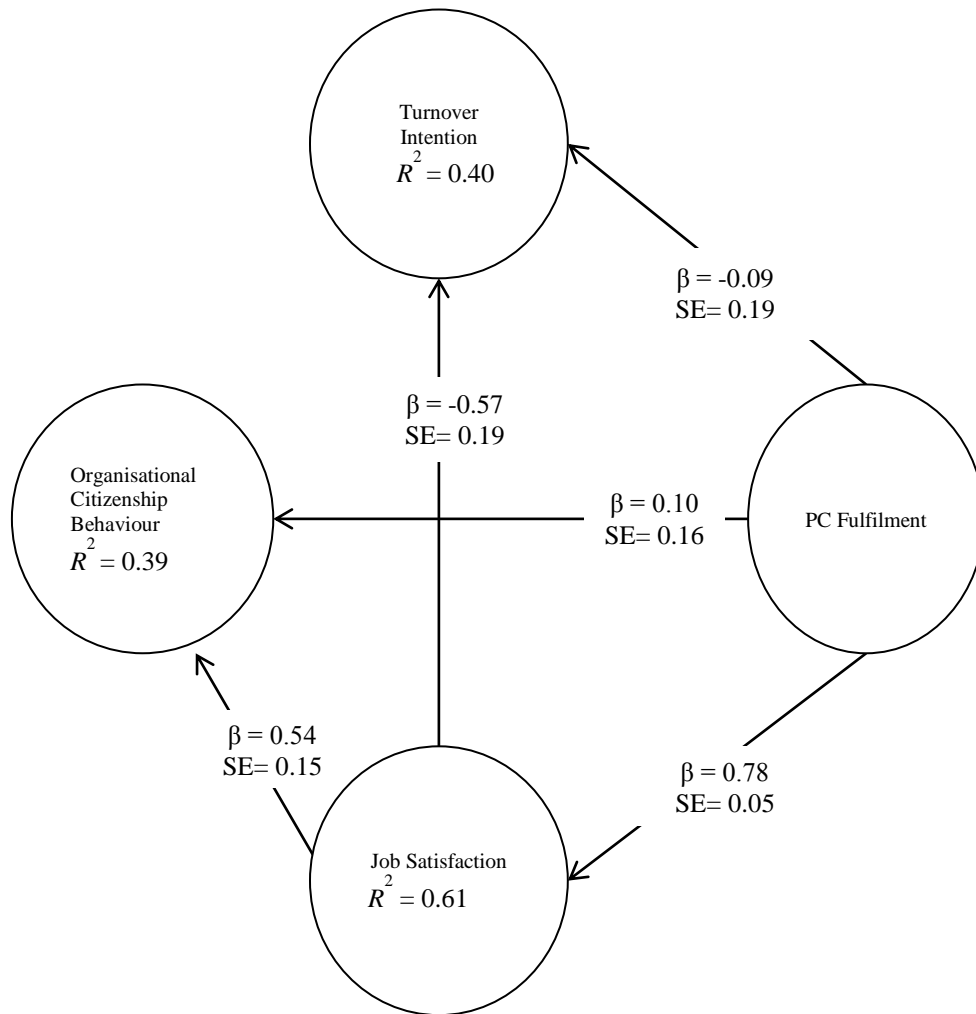 Turnover
Intention
R² = 0.40
β = -0.09
SE= 0.19
β = -0.57
SE= 0.19
Organisational
Citizenship
Behaviour
R² = 0.39
β = 0.10
SE= 0.16
PC Fulfilment
β = 0.54
SE= 0.15
β = 0.78
SE= 0.05
Job Satisfaction
R² = 0.61